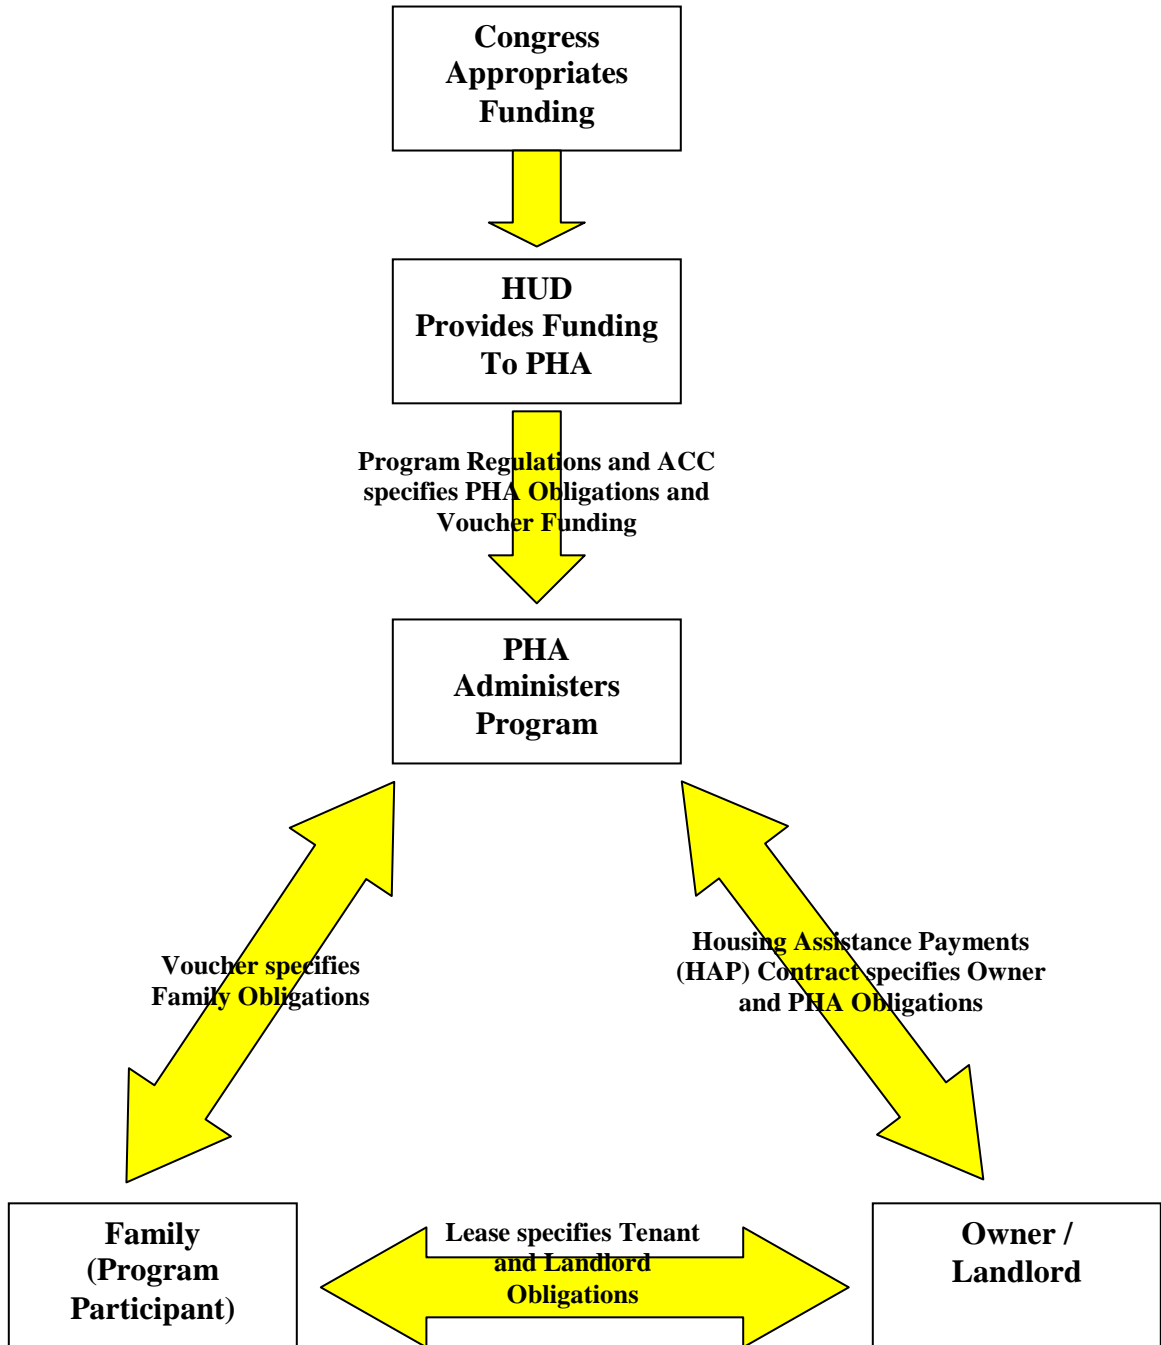 Congress
Appropriates
Funding
HUD
Provides Funding
To PHA
Program Regulations and ACC
specifies PHA Obligations and
Voucher Funding
PHA
Administers
Program
Voucher specifies
Family Obligations
Housing Assistance Payments
(HAP) Contract specifies Owner
and PHA Obligations
Family
(Program
Participant)
Lease specifies Tenant
and Landlord
Obligations
Owner /
Landlord